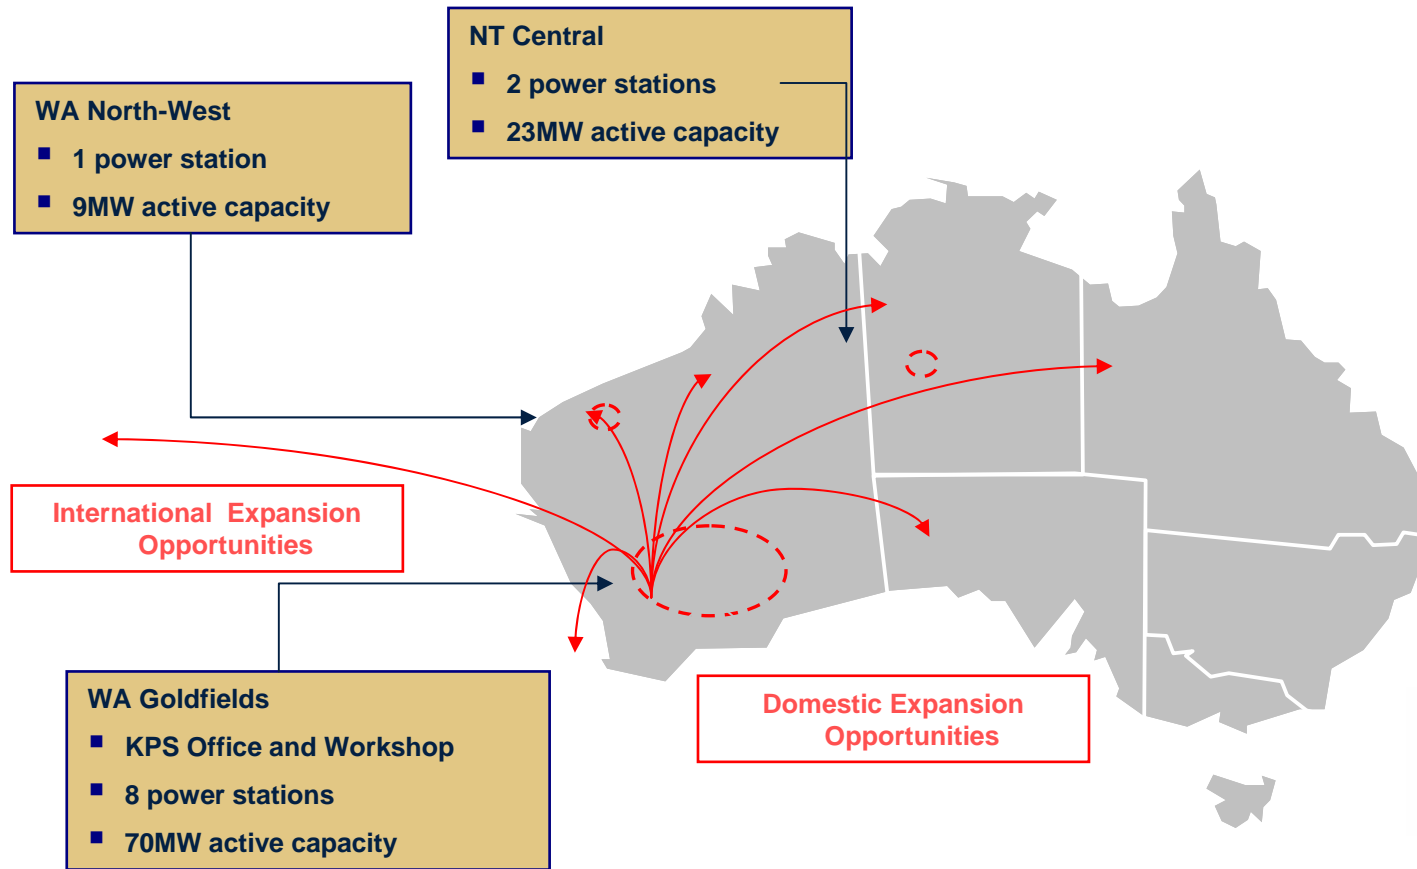 NT Central
▪ 2 power stations
▪ 23MW active capacity
WA North-West
▪ 1 power station
▪ 9MW active capacity
International Expansion
Opportunities
WA Goldfields
▪ KPS Office and Workshop
▪ 8 power stations
▪ 70MW active capacity
Domestic Expansion
Opportunities